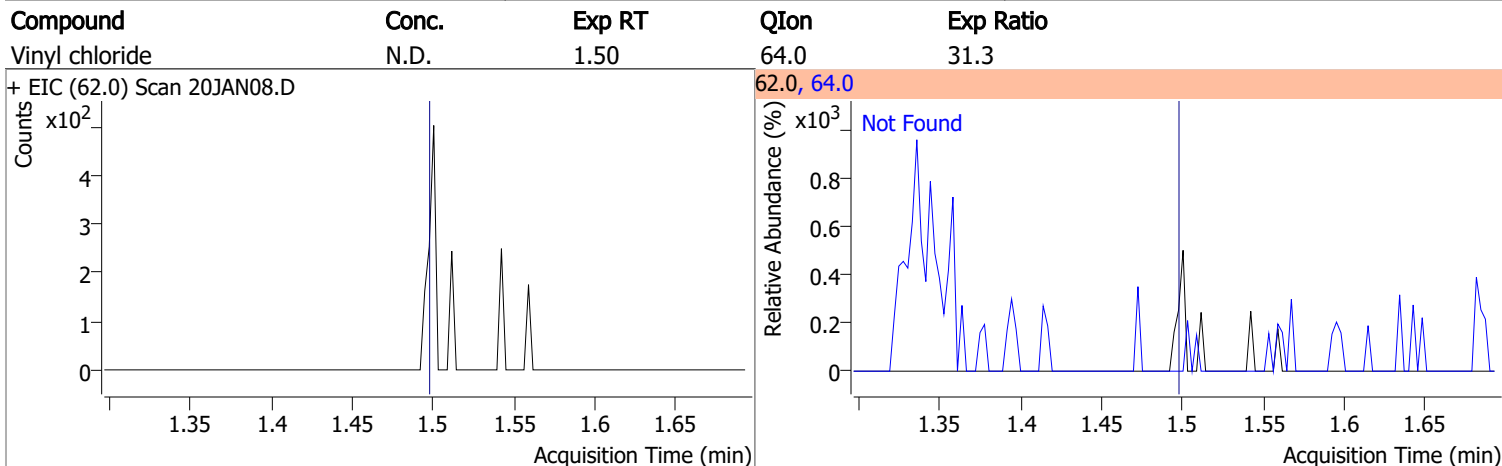 Compound Conc. Exp RT QIon Exp Ratio
Vinyl chloride N.D. 1.50 64.0 31.3
+ EIC (62.0) Scan 20JAN08.D
Counts
x10²
4
3
2
1
0
1.35 1.4 1.45 1.5 1.55 1.6 1.65
Acquisition Time (min)
62.0, 64.0
Relative Abundance (%)
x10³
Not Found
0.8
0.6
0.4
0.2
0
1.35 1.4 1.45 1.5 1.55 1.6 1.65
Acquisition Time (min)